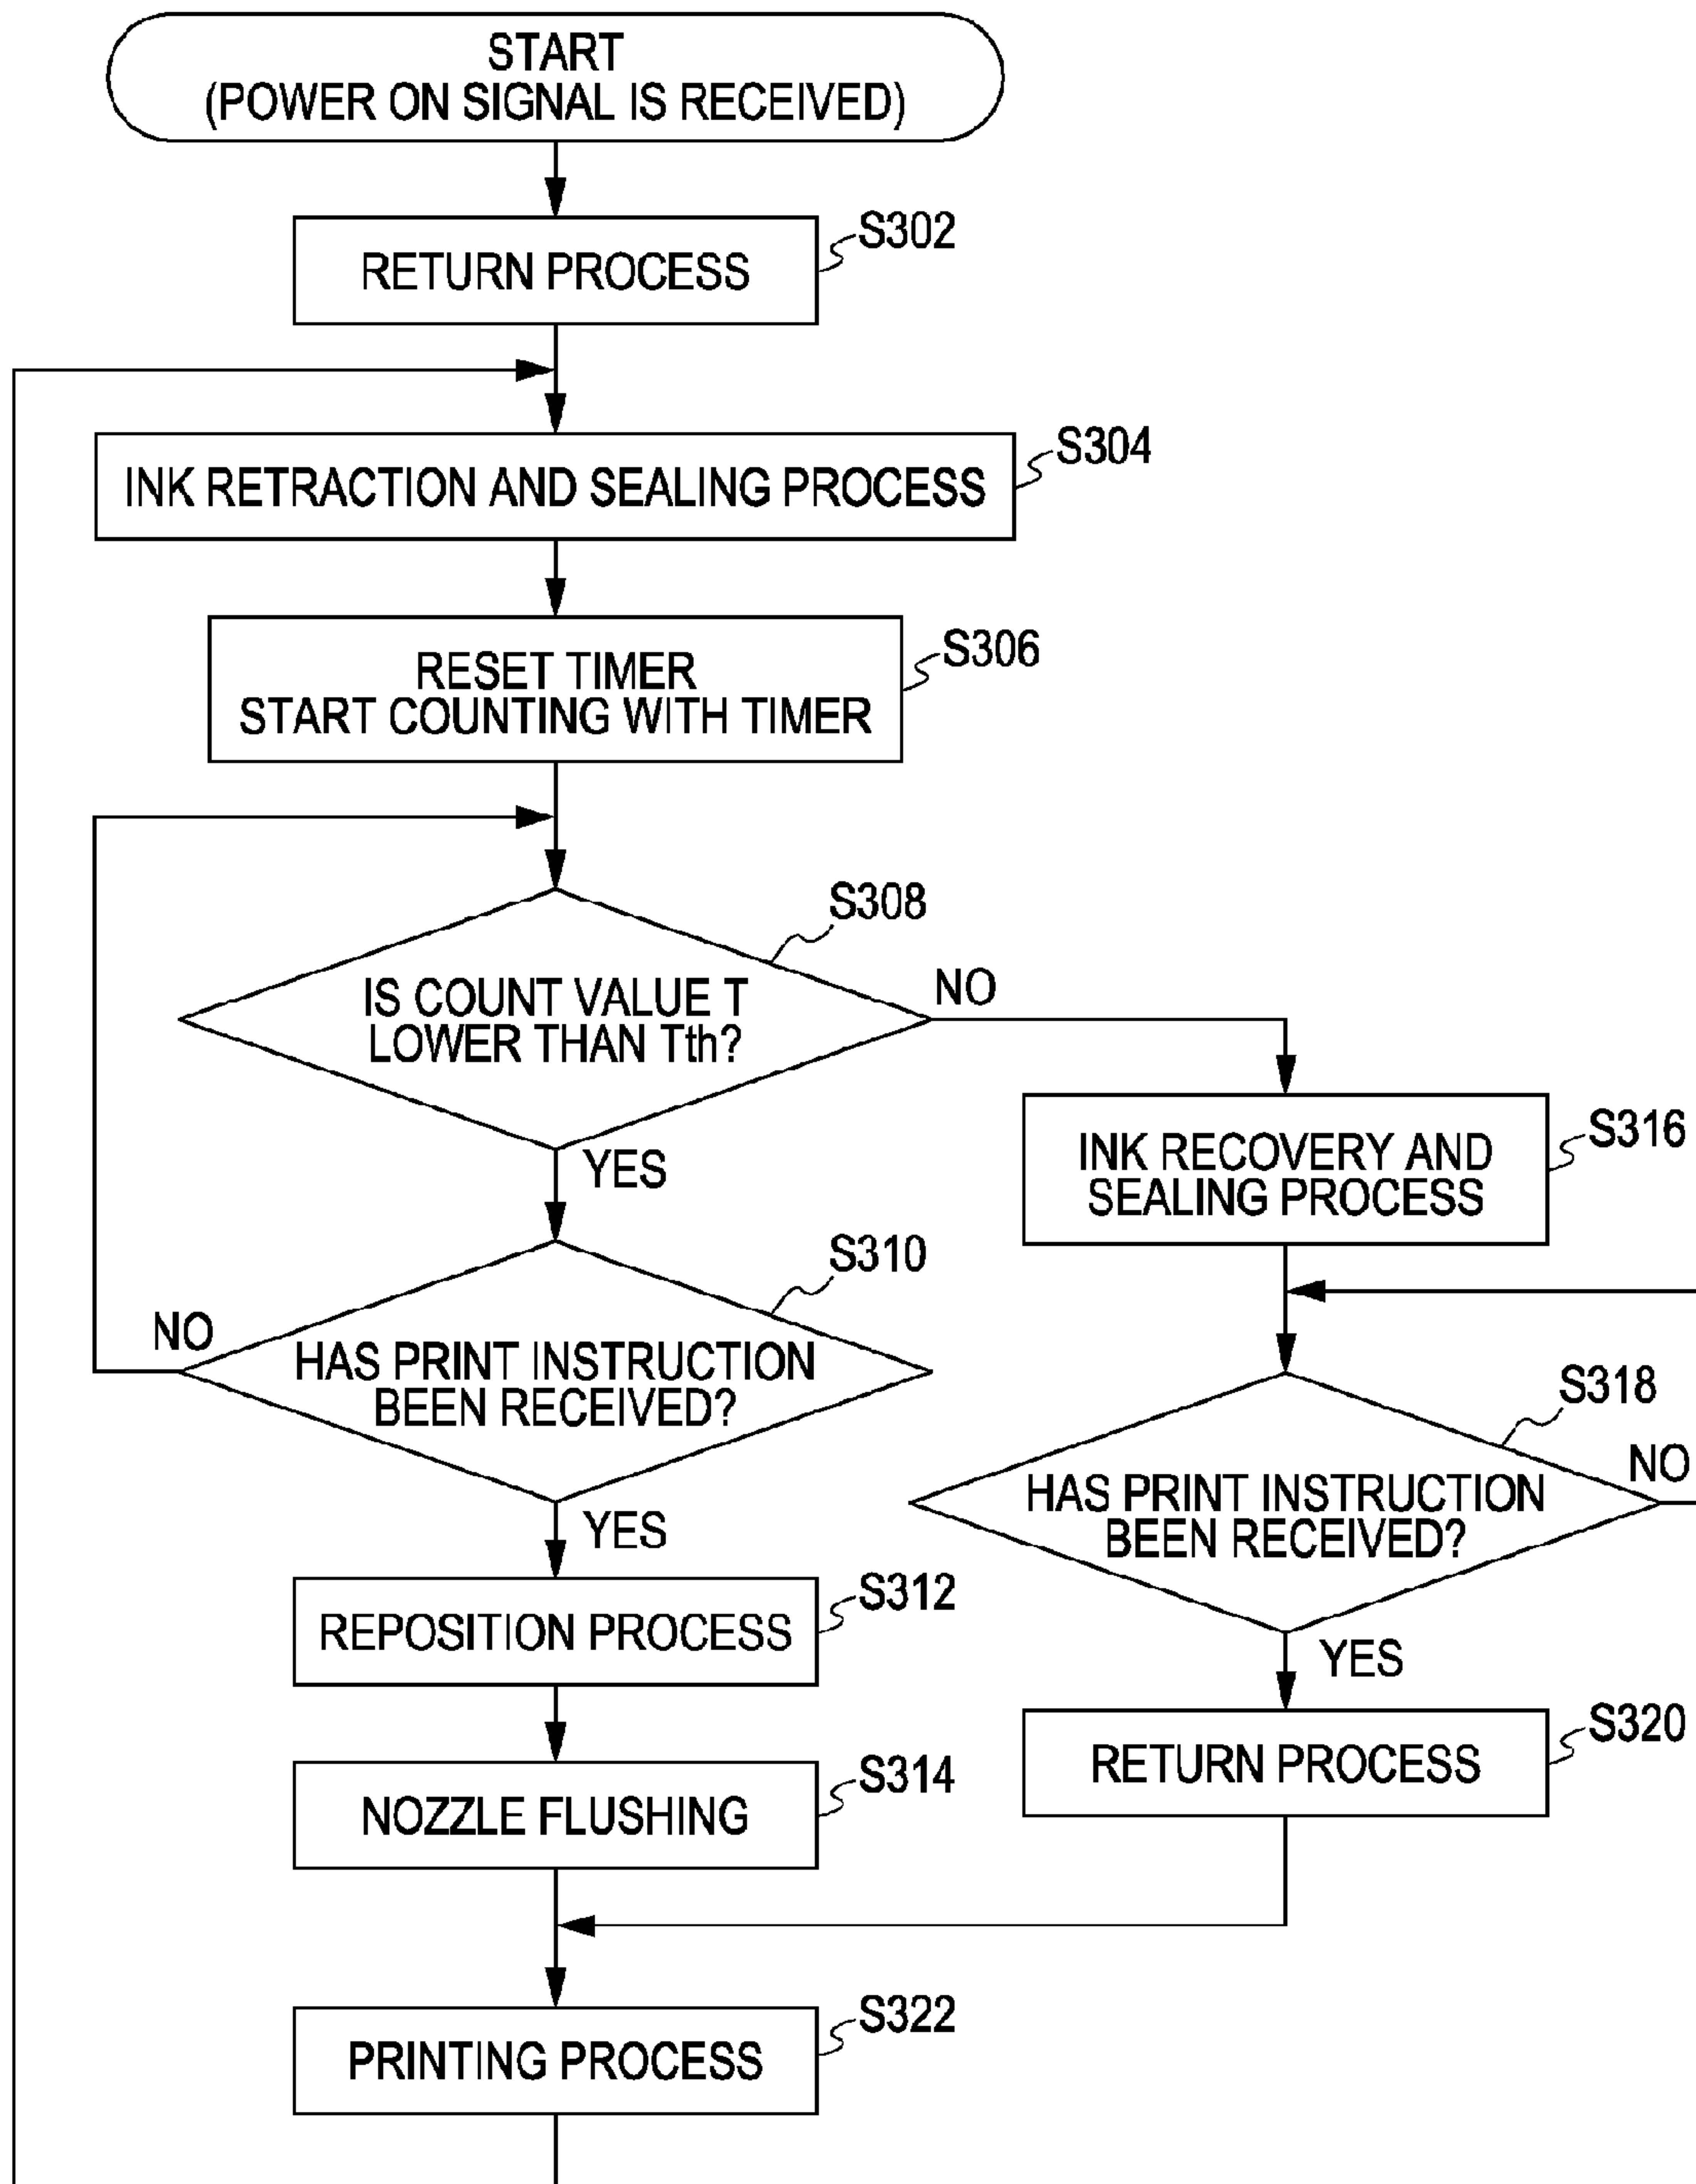 START
(POWER ON SIGNAL IS RECEIVED)
S302
RETURN PROCESS
S304
INK RETRACTION AND SEALING PROCESS
S306
RESET TIMER
START COUNTING WITH TIMER
S308
IS COUNT VALUE T
LOWER THAN Tth?
NO
YES
S316
INK RECOVERY AND
SEALING PROCESS
S310
NO
HAS PRINT INSTRUCTION
BEEN RECEIVED?
YES
S318
NO
HAS PRINT INSTRUCTION
BEEN RECEIVED?
YES
S312
REPOSITION PROCESS
S320
RETURN PROCESS
S314
NOZZLE FLUSHING
S322
PRINTING PROCESS